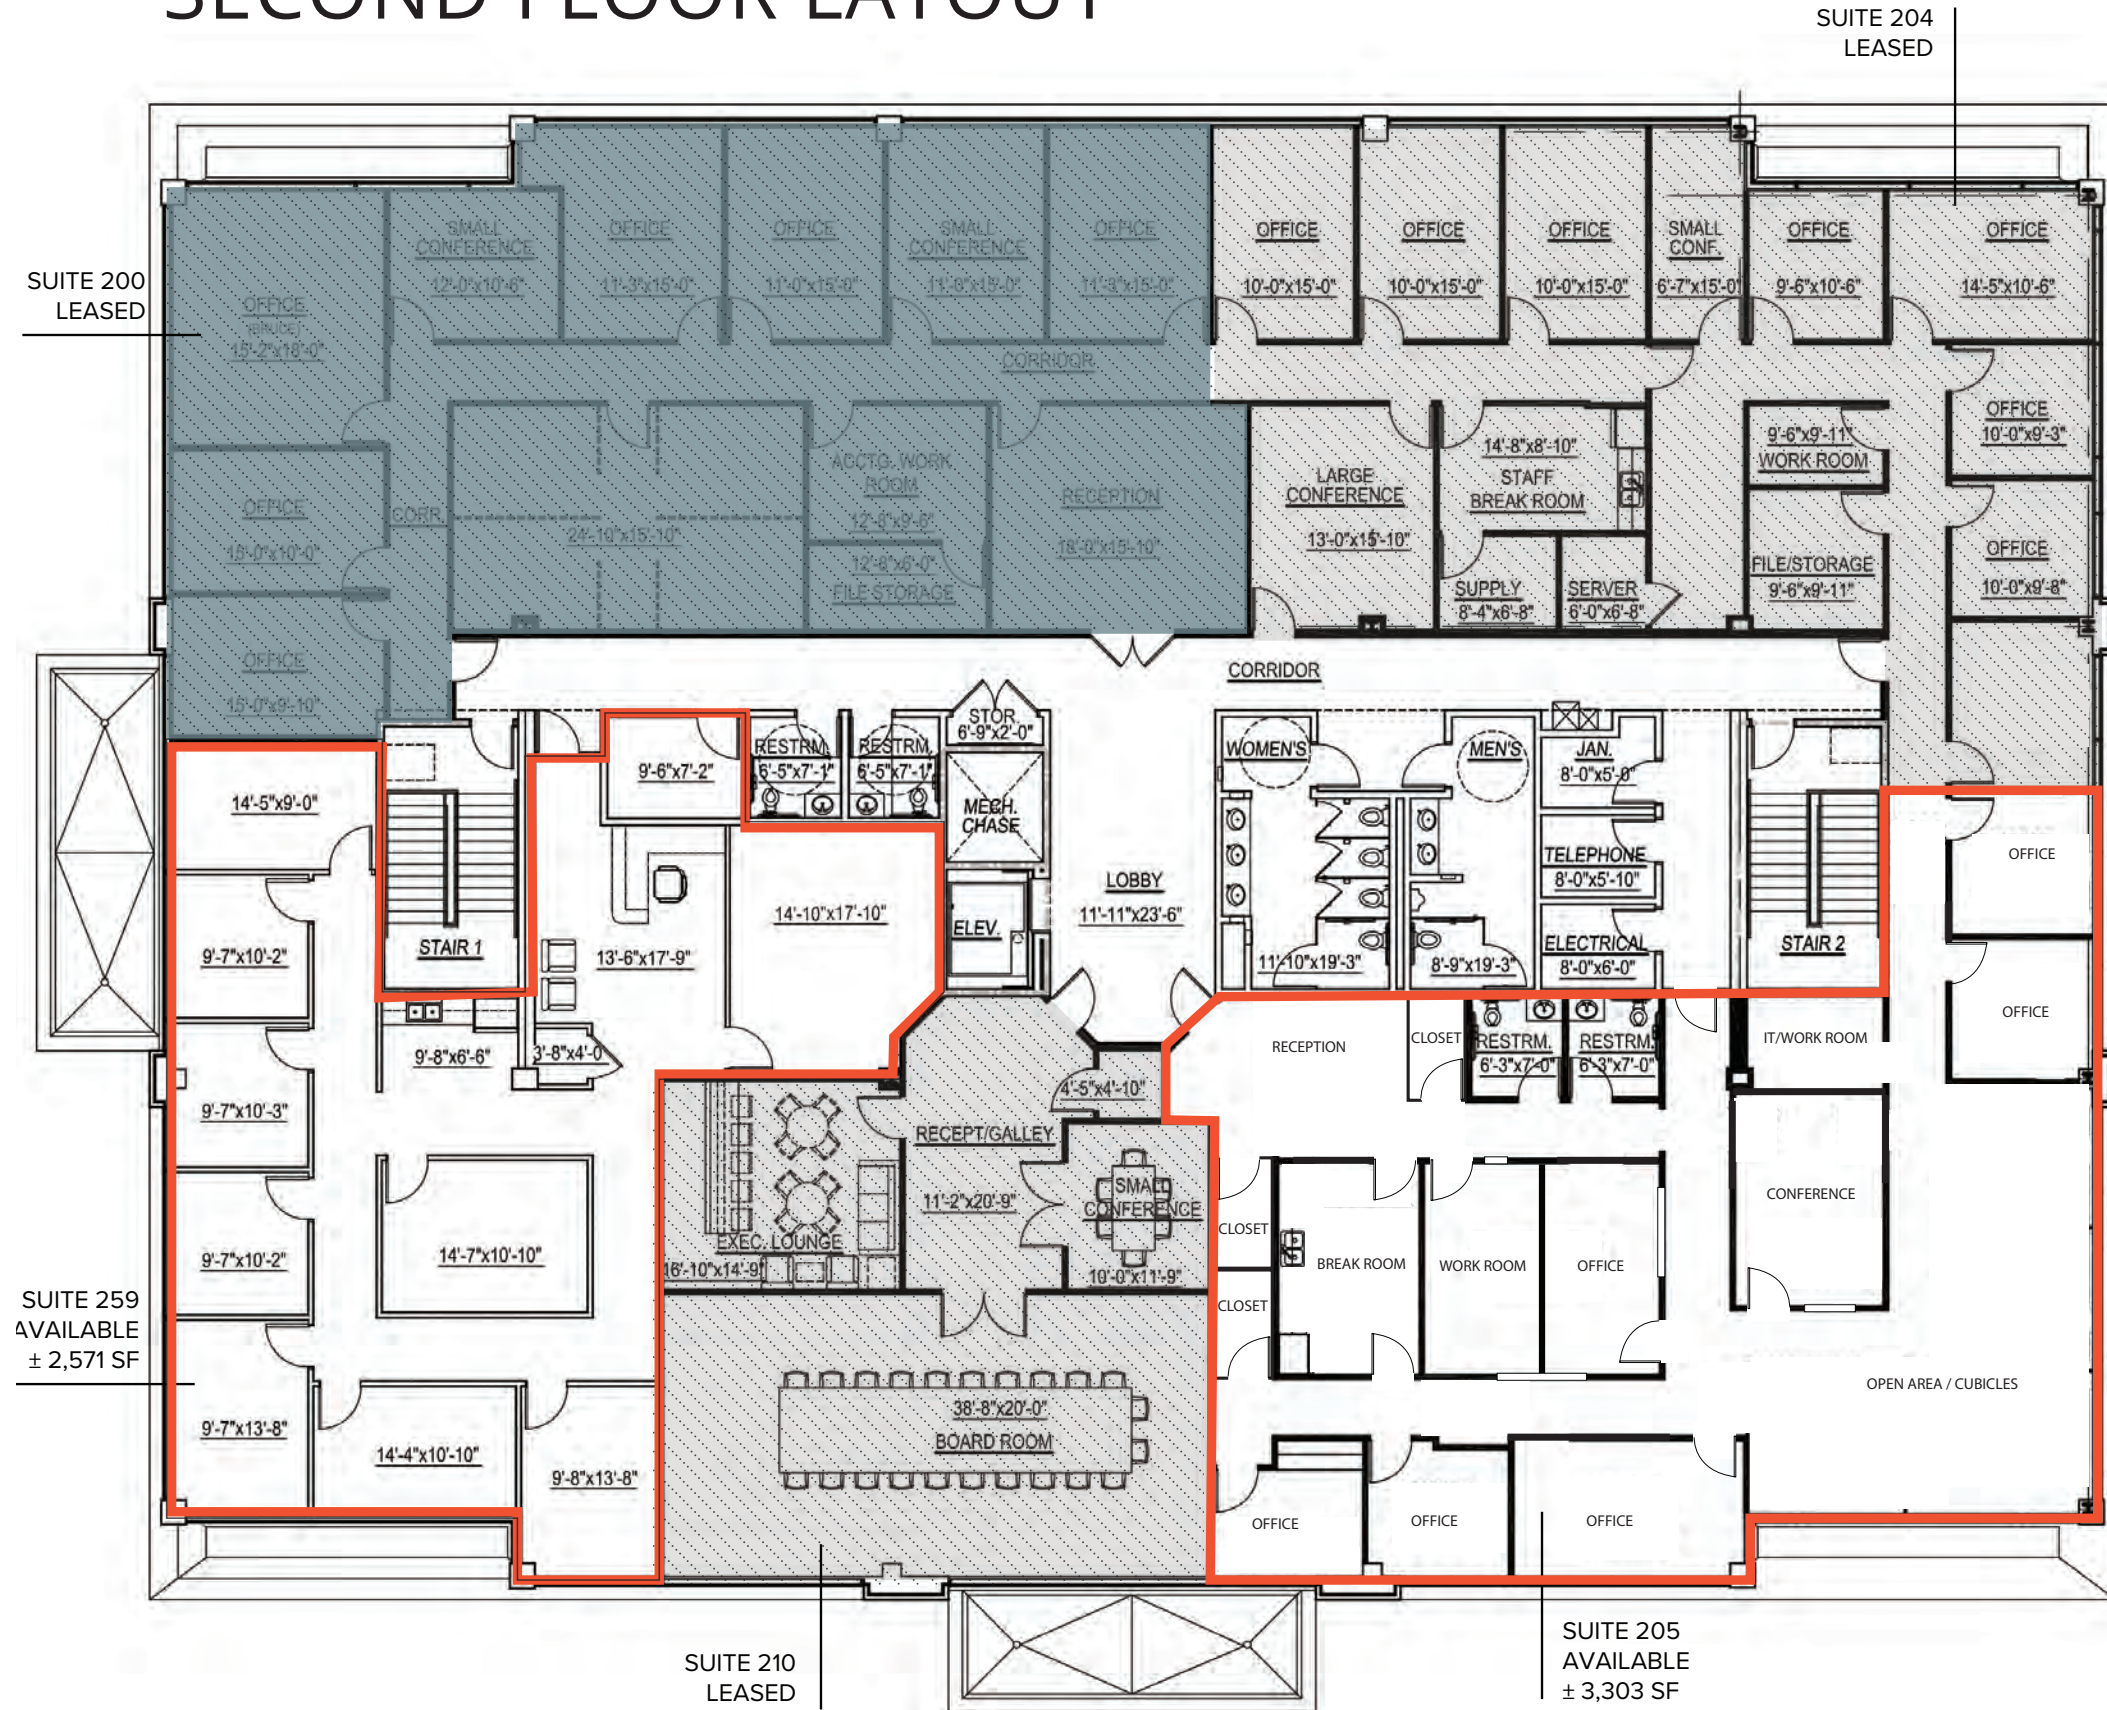 SECOND FLOOR LAYOUT
SUITE 204
LEASED
SUITE 200
LEASED
OFFICE
(BRUCE)
15'-2"x18'-0"
SMALL
CONFERENCE
12'-0"x10'-6"
OFFICE
11'-3"x15'-0"
OFFICE
11'-0"x15'-0"
SMALL
CONFERENCE
11'-0"x15'-0"
OFFICE
11'-3"x15'-0"
OFFICE
10'-0"x15'-0"
OFFICE
10'-0"x15'-0"
OFFICE
10'-0"x15'-0"
SMALL
CONF.
6'-7"x15'-0"
OFFICE
9'-6"x10'-6"
OFFICE
14'-5"x10'-6"
CORRIDOR
OFFICE
10'-0"x9'-3"
9'-6"x9'-11"
WORK ROOM
14'-8"x8'-10"
STAFF
BREAK ROOM
LARGE
CONFERENCE
13'-0"x15'-10"
ACCTG. WORK
ROOM
12'-8"x9'-6"
12'-8"x6'-0"
FILE STORAGE
RECEPTION
18'-0"x15'-10"
24'-10"x15'-10"
OFFICE
15'-0"x10'-0"
CORR.
OFFICE
15'-0"x9'-10"
SUPPLY
8'-4"x6'-8"
SERVER
6'-0"x6'-8"
FILE/STORAGE
9'-6"x9'-11"
OFFICE
10'-0"x9'-8"
CORRIDOR
STOR.
6'-9"x2'-0"
RESTRM.
6'-5"x7'-1"
RESTRM.
6'-5"x7'-1"
9'-6"x7'-2"
14'-5"x9'-0"
MECH.
CHASE
WOMEN'S
MEN'S
JAN.
8'-0"x5'-0"
TELEPHONE
8'-0"x5'-10"
ELECTRICAL
8'-0"x6'-0"
LOBBY
11'-11"x23'-6"
ELEV.
11'-10"x19'-3"
8'-9"x19'-3"
STAIR 1
STAIR 2
14'-10"x17'-10"
13'-6"x17'-9"
9'-7"x10'-2"
OFFICE
OFFICE
9'-8"x6'-6"
3'-8"x4'-0
9'-7"x10'-3"
RECEPTION
CLOSET
RESTRM.
6'-3"x7'-0"
RESTRM.
6'-3"x7'-0"
IT/WORK ROOM
4'-5"x4'-10"
RECEPT/GALLEY
11'-2"x20'-9"
SMALL
CONFERENCE
10'-0"x11'-9"
EXEC. LOUNGE
16'-10"x14'-9"
9'-7"x10'-2"
14'-7"x10'-10"
CLOSET
CLOSET
BREAK ROOM
WORK ROOM
OFFICE
CONFERENCE
OPEN AREA / CUBICLES
SUITE 259
AVAILABLE
± 2,571 SF
9'-7"x13'-8"
14'-4"x10'-10"
9'-8"x13'-8"
38'-8"x20'-0"
BOARD ROOM
OFFICE
OFFICE
OFFICE
SUITE 210
LEASED
SUITE 205
AVAILABLE
± 3,303 SF